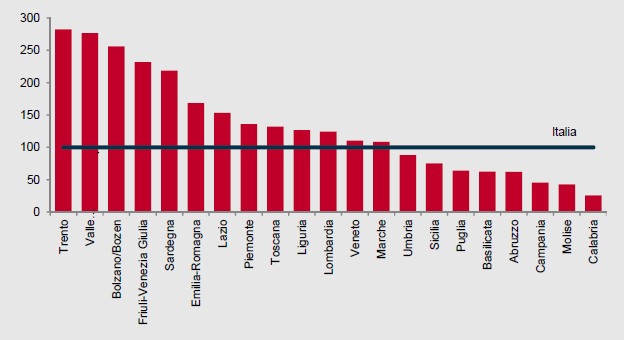 300
250
200
150
100
50
0
Italia
Trento
Valle…
Bolzano/Bozen
Friuli-Venezia Giulia
Sardegna
Emilia-Romagna
Lazio
Piemonte
Toscana
Liguria
Lombardia
Veneto
Marche
Umbria
Sicilia
Puglia
Basilicata
Abruzzo
Campania
Molise
Calabria